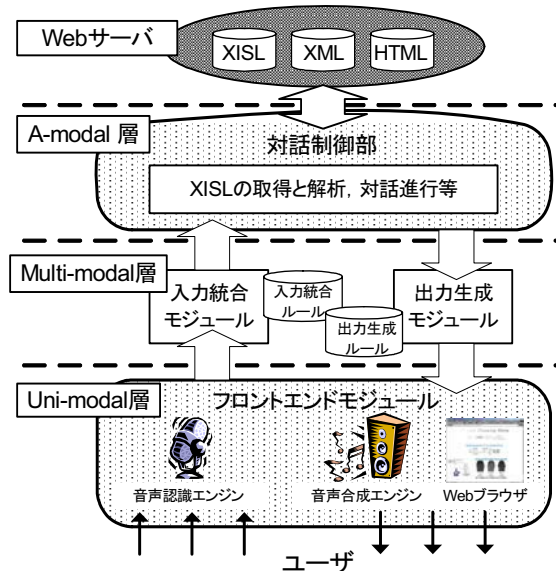 Webサーバ
XISL
XML
HTML
A-modal 層
対話制御部
XISLの取得と解析，対話進行等
Multi-modal層
入力統合
モジュール
入力統合
ルール
出力生成
ルール
出力生成
モジュール
Uni-modal層
フロントエンドモジュール
音声認識エンジン
音声合成エンジン
Webブラウザ
ユーザ